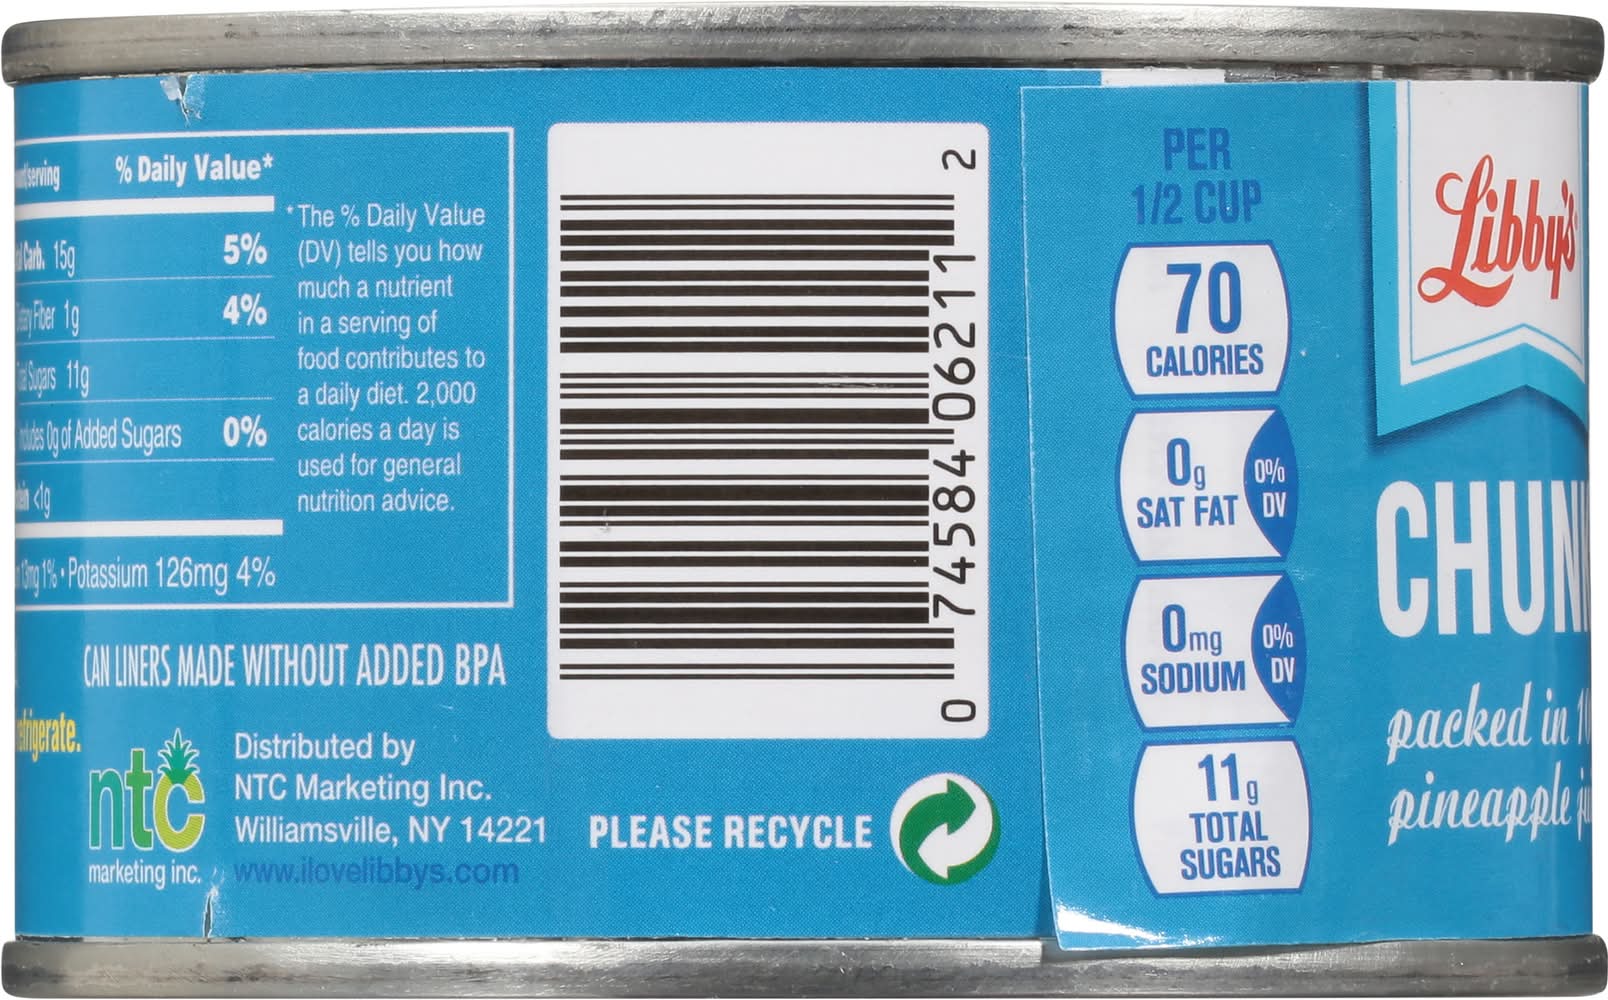 % Daily Value*
15g 5%
Fiber 1g 4%
Sugars 11g
0g of Added Sugars 0%
<1g
13mg 1% • Potassium 126mg 4%
*The % Daily Value
(DV) tells you how
much a nutrient
in a serving of
food contributes to
a daily diet. 2,000
calories a day is
used for general
nutrition advice.
CAN LINERS MADE WITHOUT ADDED BPA
ntc
marketing inc.
Distributed by
NTC Marketing Inc.
Williamsville, NY 14221
www.ilovelibbys.com
0 74584 06211 2
PLEASE RECYCLE
PER
1/2 CUP
70
CALORIES
0g
SAT FAT
0%
DV
0mg
SODIUM
0%
DV
11g
TOTAL
SUGARS
Libby's
CHUN
packed in
pineapple